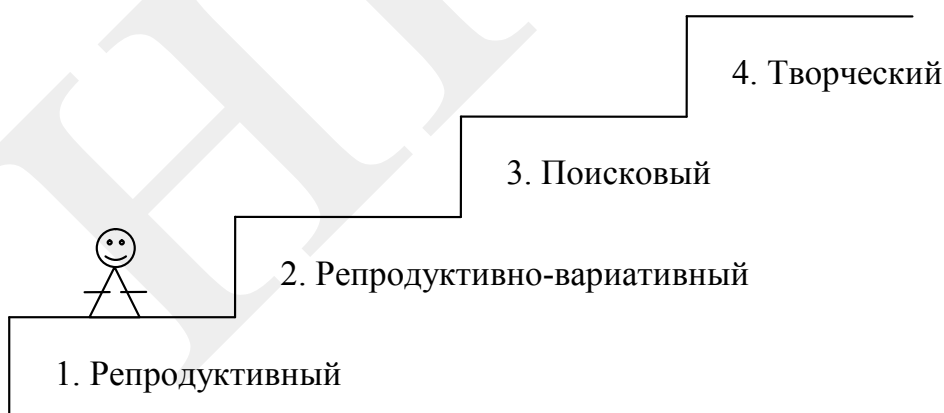 4. Творческий
3. Поисковый
2. Репродуктивно-вариативный
1. Репродуктивный